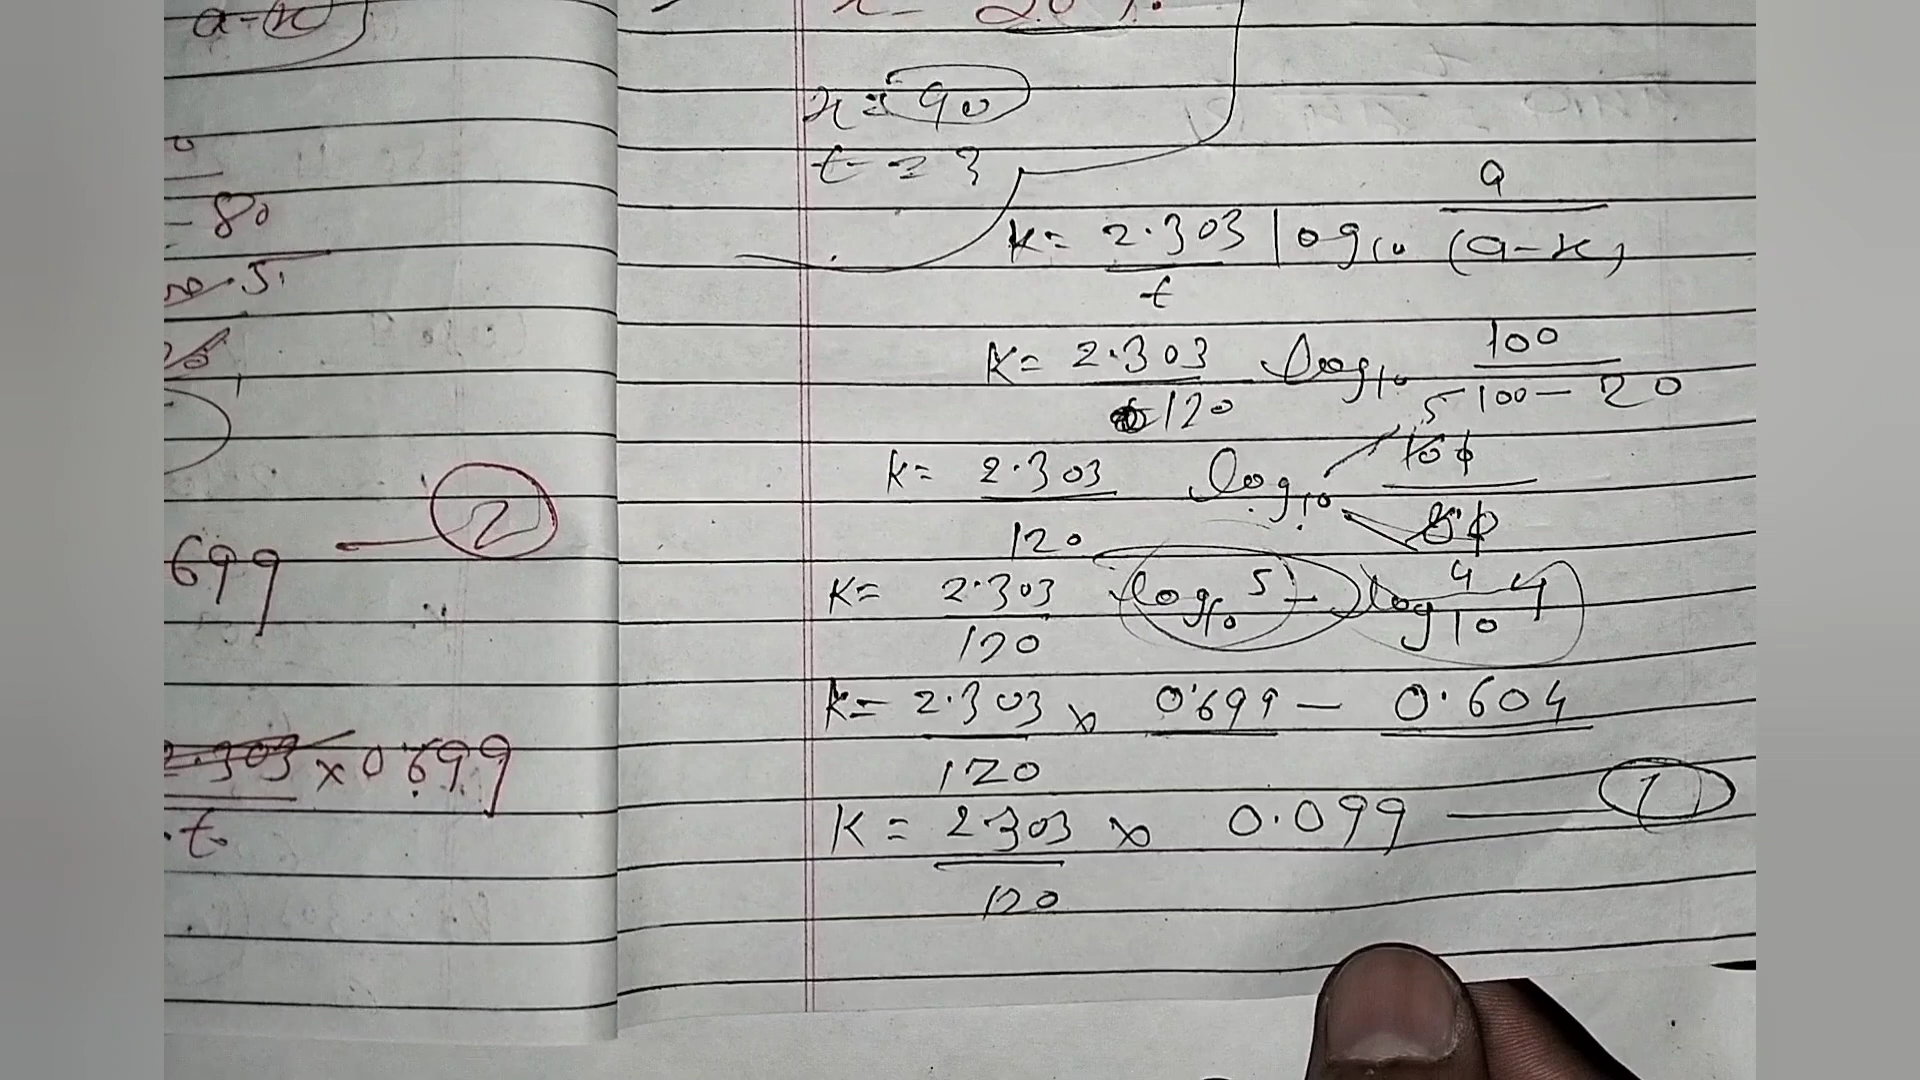 a-x
= 80
699 — 2
2.303 × 0.699
t
x = 90
t = ?
K = 2.303 log10 a
t (a-x)
K = 2.303 log10 100
120 100 - 20
K = 2.303 log10 100 5
120 80 4
K = 2.303 log10 5 - log10 4
120
K = 2.303 × 0.699 - 0.604
120
K = 2.303 × 0.099 — 1
120